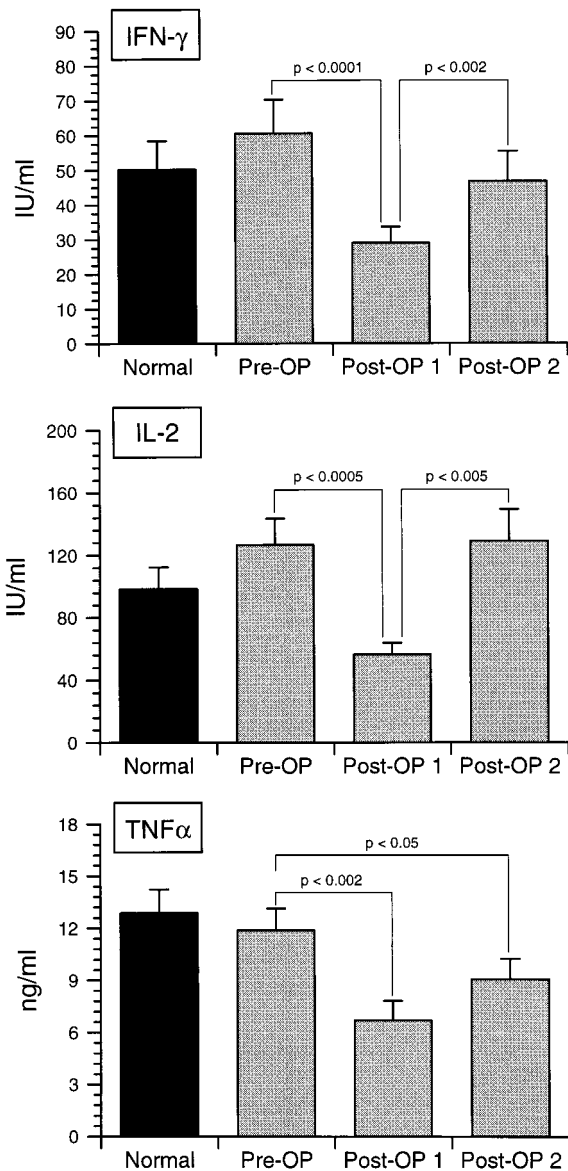 IFN-γ
90
80
70
60
50
40
30
20
10
0
IU/ml
p < 0.0001
p < 0.002
Normal
Pre-OP
Post-OP 1
Post-OP 2
IL-2
200
160
120
80
40
0
IU/ml
p < 0.0005
p < 0.005
Normal
Pre-OP
Post-OP 1
Post-OP 2
TNFα
18
15
12
9
6
3
0
ng/ml
p < 0.05
p < 0.002
Normal
Pre-OP
Post-OP 1
Post-OP 2